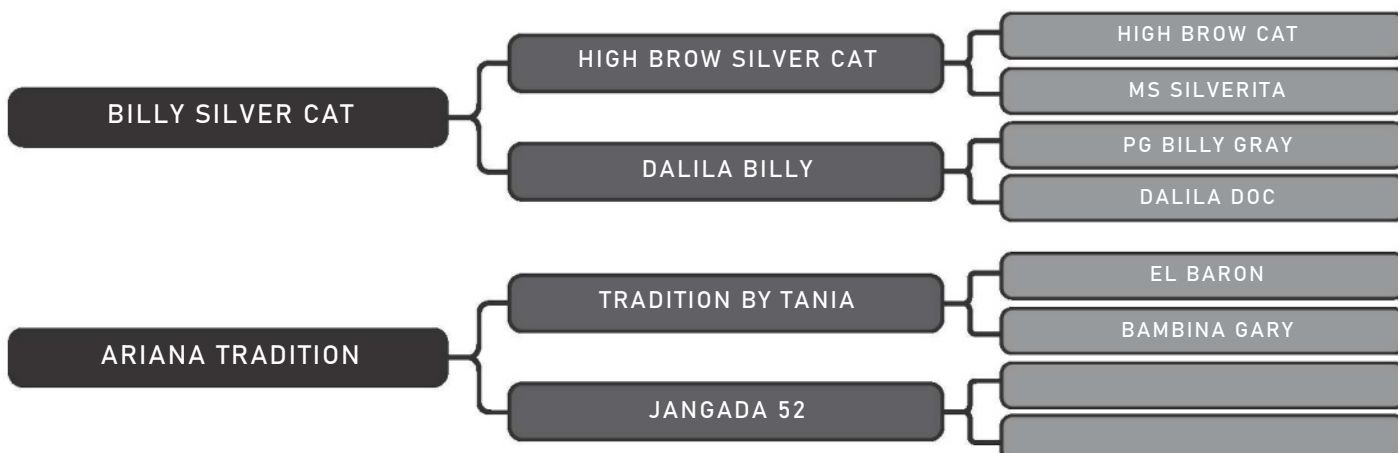 BILLY SILVER CAT
HIGH BROW SILVER CAT
HIGH BROW CAT
MS SILVERITA
DALILA BILLY
PG BILLY GRAY
DALILA DOC
ARIANA TRADITION
TRADITION BY TANIA
EL BARON
BAMBINA GARY
JANGADA 52